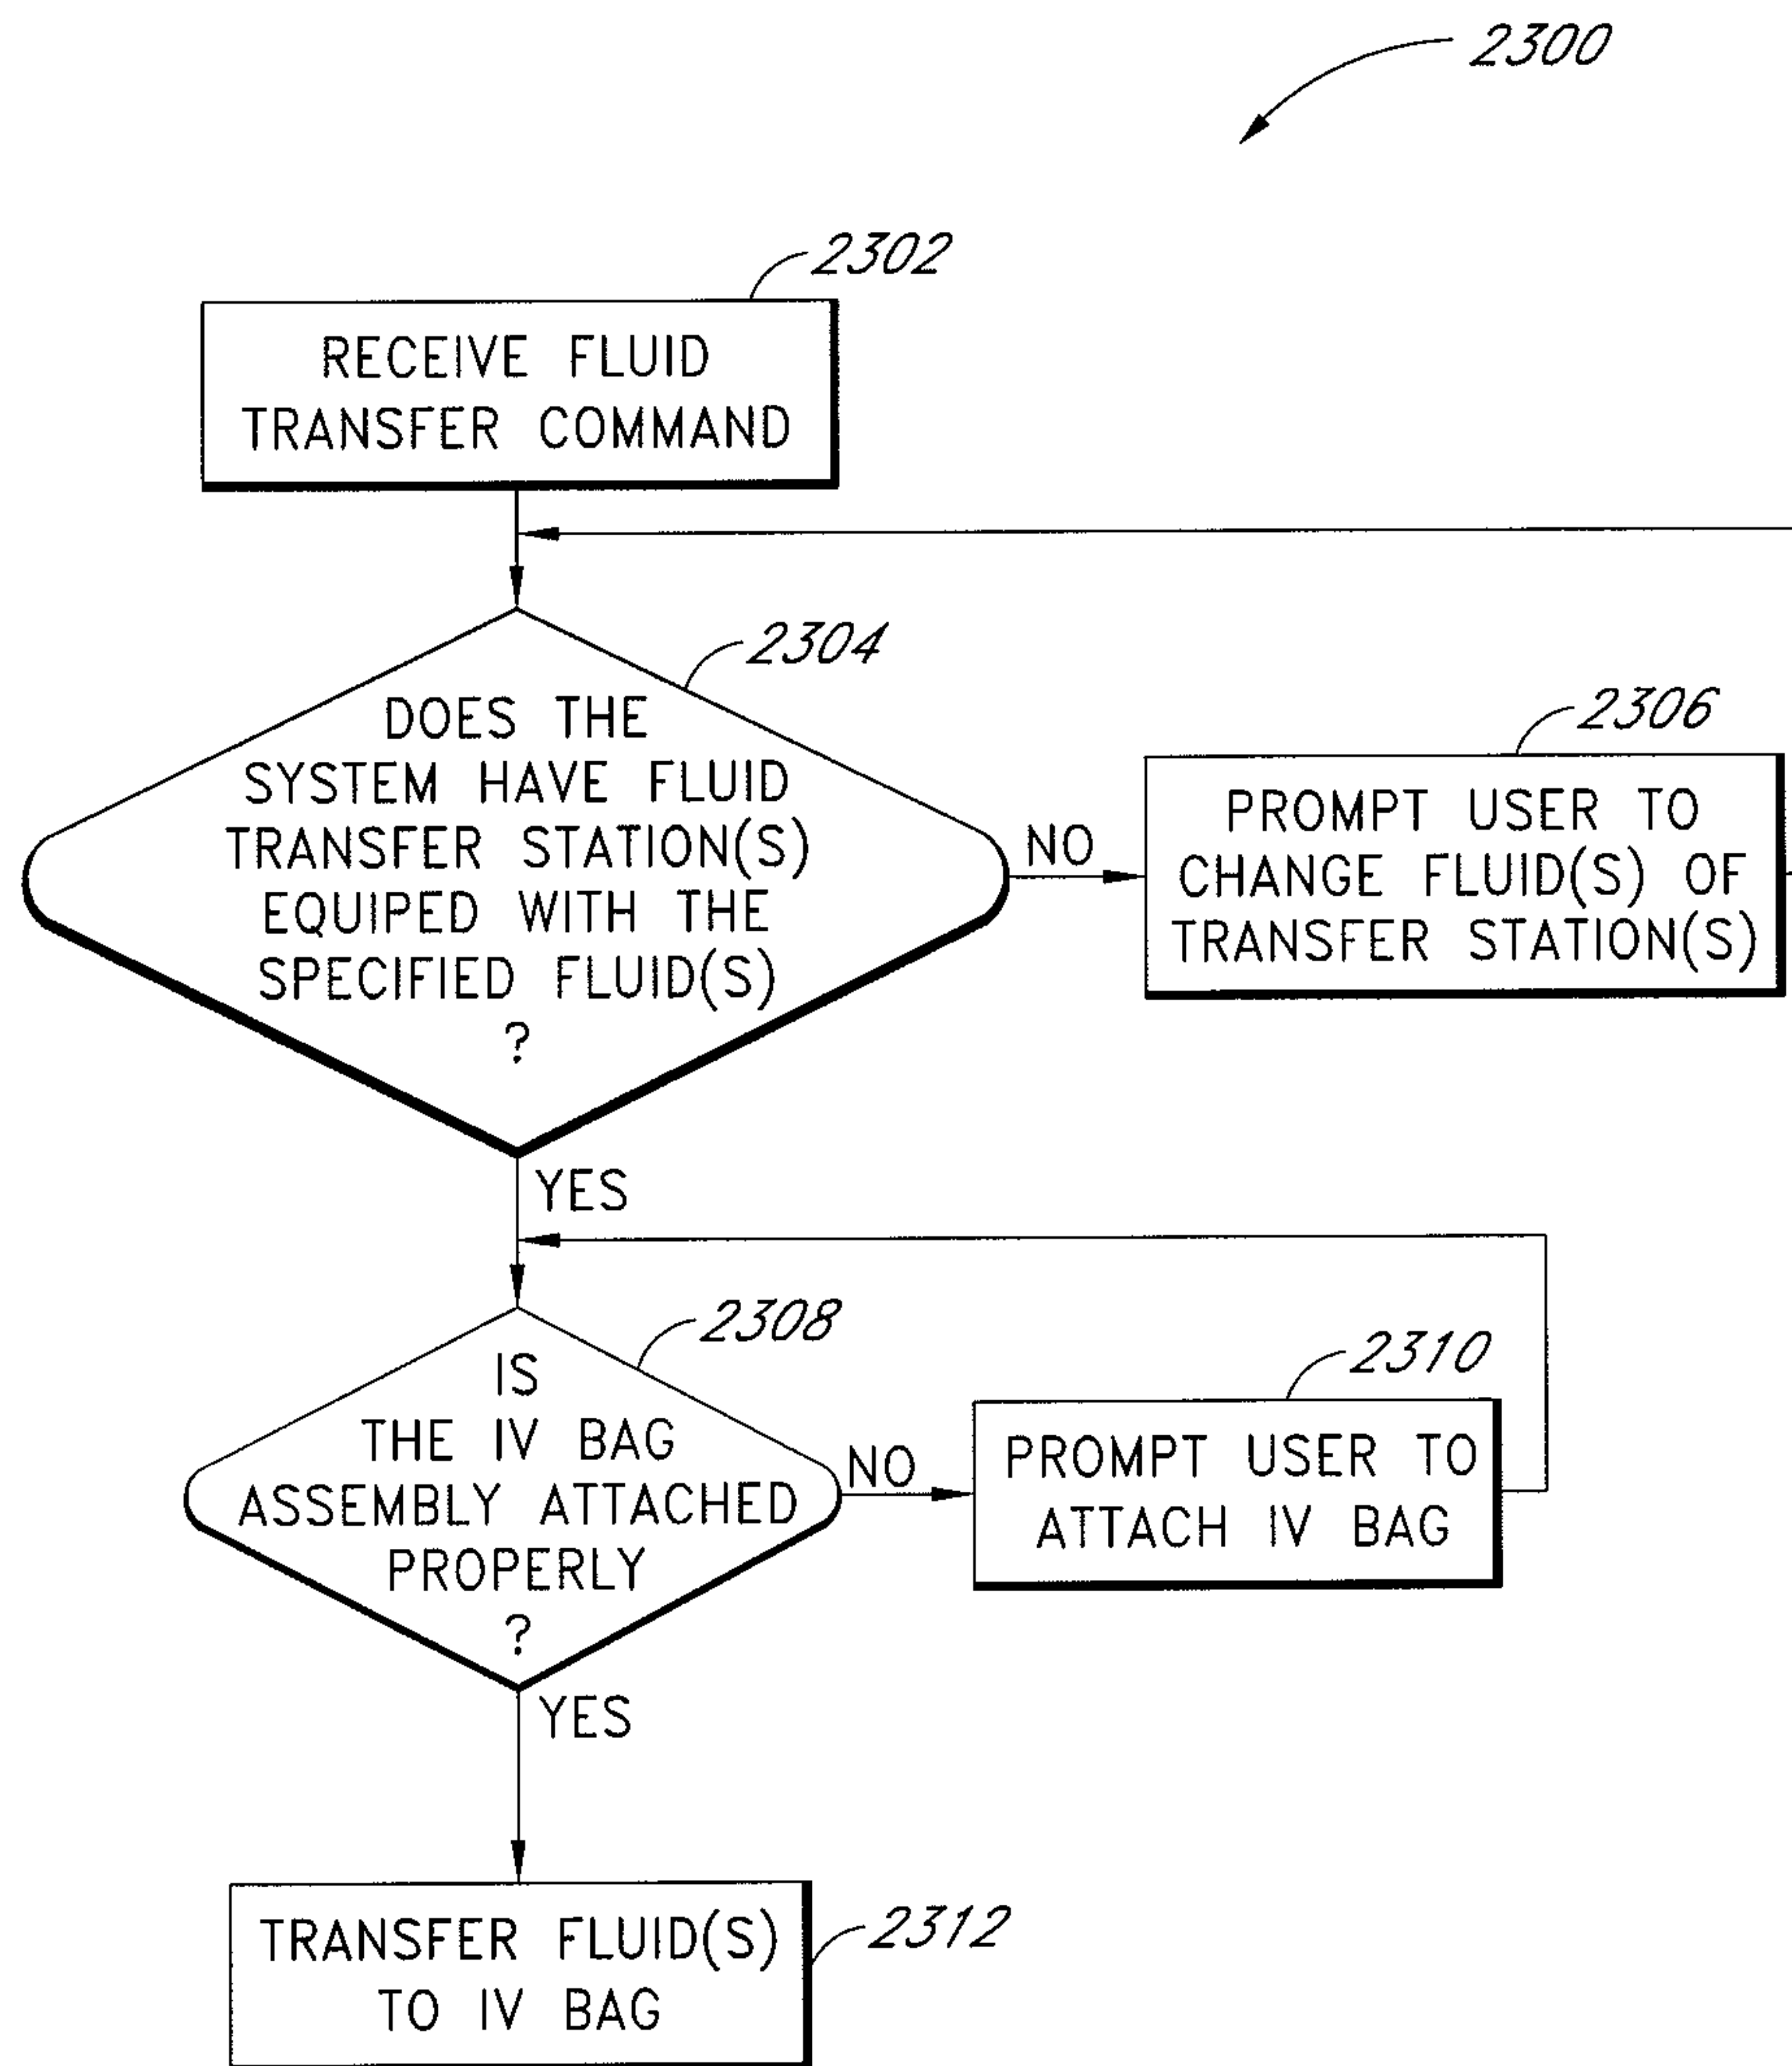 2300
2302
RECEIVE FLUID
TRANSFER COMMAND
2304
DOES THE
SYSTEM HAVE FLUID
TRANSFER STATION(S)
EQUIPED WITH THE
SPECIFIED FLUID(S)
?
NO
2306
PROMPT USER TO
CHANGE FLUID(S) OF
TRANSFER STATION(S)
YES
2308
IS
THE IV BAG
ASSEMBLY ATTACHED
PROPERLY
?
NO
2310
PROMPT USER TO
ATTACH IV BAG
YES
2312
TRANSFER FLUID(S)
TO IV BAG